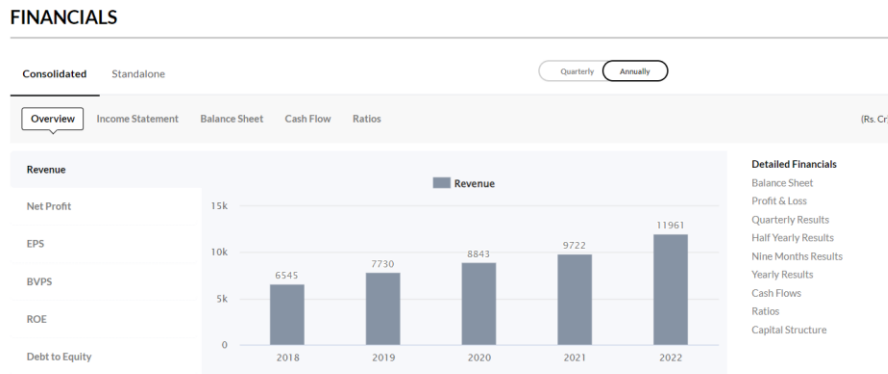 FINANCIALS
Consolidated Standalone
Quarterly Annually
Overview Income Statement Balance Sheet Cash Flow Ratios
(Rs. Cr)
Revenue
Net Profit
EPS
BVPS
ROE
Debt to Equity
Revenue
15k
10k
5k
0
6545
7730
8843
9722
11961
2018 2019 2020 2021 2022
Detailed Financials
Balance Sheet
Profit & Loss
Quarterly Results
Half Yearly Results
Nine Months Results
Yearly Results
Cash Flows
Ratios
Capital Structure